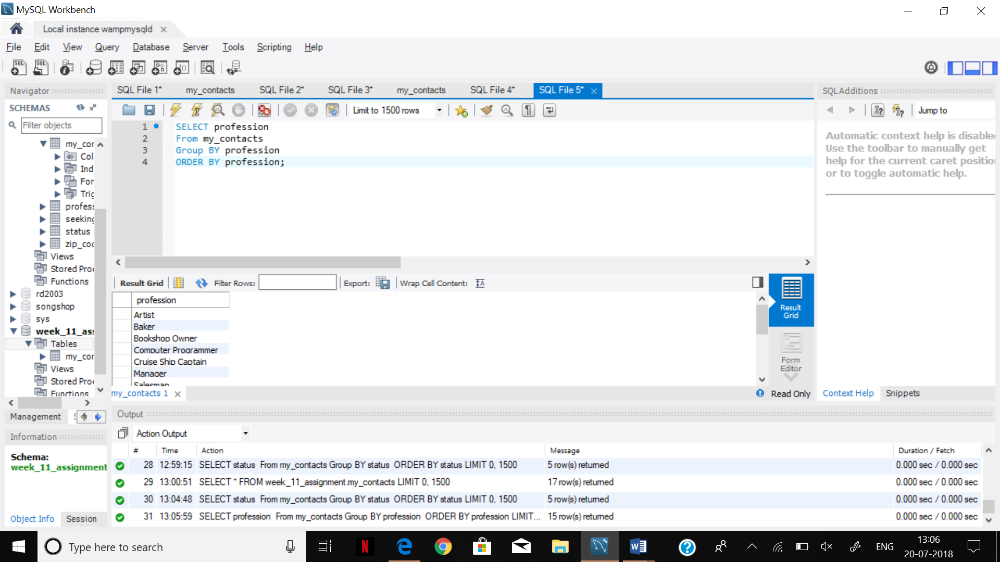 MySQL Workbench
Local instance wampmysqld
File Edit View Query Database Server Tools Scripting Help
Navigator
SCHEMAS
Filter objects
my_cor
Col
Ind
For
Trig
profes
seeking
status
zip_co
Views
Stored Pro
Functions
rd2003
songshop
sys
week_11_as
Tables
my_cor
Views
Stored Pro
Functions
Management
Information
Schema:
week_11_assignment
Object Info Session
SQL File 1* my_contacts SQL File 2* SQL File 3* my_contacts SQL File 4* SQL File 5*
Limit to 1500 rows
1 SELECT profession
2 From my_contacts
3 Group BY profession
4 ORDER BY profession;
Result Grid Filter Rows: Export: Wrap Cell Content:
profession
Artist
Baker
Bookshop Owner
Computer Programmer
Cruise Ship Captain
Manager
Salesman
Result
Grid
Form
Editor
my_contacts 1
Read Only
SQLAdditions
Jump to
Automatic context help is disable
Use the toolbar to manually get
help for the current caret positio
or to toggle automatic help.
Context Help Snippets
Output
Action Output
# Time Action Message Duration / Fetch
28 12:59:15 SELECT status From my_contacts Group BY status ORDER BY status LIMIT 0, 1500 5 row(s) returned 0.000 sec / 0.000 sec
29 13:00:51 SELECT * FROM week_11_assignment.my_contacts LIMIT 0, 1500 17 row(s) returned 0.000 sec / 0.000 sec
30 13:04:48 SELECT status From my_contacts Group BY status ORDER BY status LIMIT 0, 1500 5 row(s) returned 0.000 sec / 0.000 sec
31 13:05:59 SELECT profession From my_contacts Group BY profession ORDER BY profession LIMIT... 15 row(s) returned 0.000 sec / 0.000 sec
Type here to search
ENG
13:06
20-07-2018